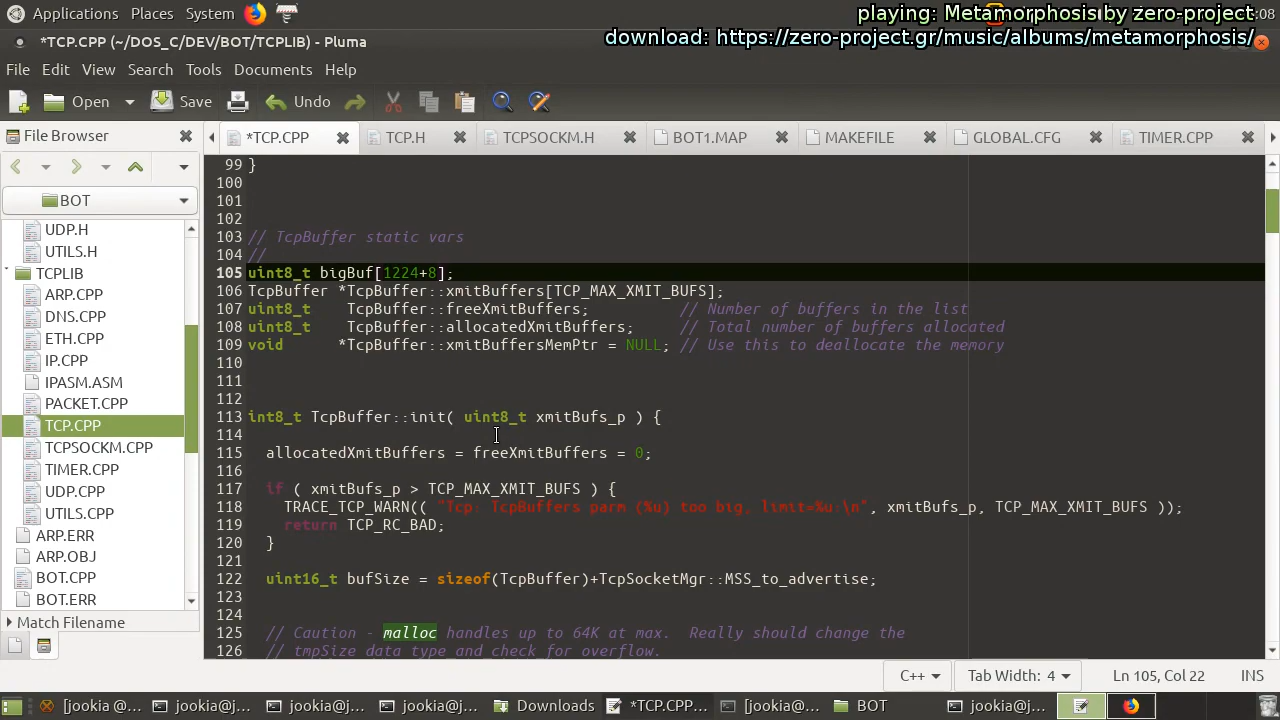 Applications Places System
:08
playing: Metamorphosis by zero-project
download: https://zero-project.gr/music/albums/metamorphosis/
*TCP.CPP (~/DOS_C/DEV/BOT/TCPLIB) - Pluma
File Edit View Search Tools Documents Help
Open Save Undo
File Browser
*TCP.CPP TCP.H TCPSOCKM.H BOT1.MAP MAKEFILE GLOBAL.CFG TIMER.CPP
BOT
UDP.H
UTILS.H
TCPLIB
ARP.CPP
DNS.CPP
ETH.CPP
IP.CPP
IPASM.ASM
PACKET.CPP
TCP.CPP
TCPSOCKM.CPP
TIMER.CPP
UDP.CPP
UTILS.CPP
ARP.ERR
ARP.OBJ
BOT.CPP
BOT.ERR
Match Filename
99 }
100
101
102
103 // TcpBuffer static vars
104 //
105 uint8_t bigBuf[1224+8];
106 TcpBuffer *TcpBuffer::xmitBuffers[TCP_MAX_XMIT_BUFS];
107 uint8_t    TcpBuffer::freeXmitBuffers;          // Number of buffers in the list
108 uint8_t    TcpBuffer::allocatedXmitBuffers;     // Total number of buffers allocated
109 void      *TcpBuffer::xmitBuffersMemPtr = NULL; // Use this to deallocate the memory
110
111
112
113 int8_t TcpBuffer::init( uint8_t xmitBufs_p ) {
114
115   allocatedXmitBuffers = freeXmitBuffers = 0;
116
117   if ( xmitBufs_p > TCP_MAX_XMIT_BUFS ) {
118     TRACE_TCP_WARN(( "Tcp: TcpBuffers parm (%u) too big, limit=%u:\n", xmitBufs_p, TCP_MAX_XMIT_BUFS ));
119     return TCP_RC_BAD;
120   }
121
122   uint16_t bufSize = sizeof(TcpBuffer)+TcpSocketMgr::MSS_to_advertise;
123
124
125   // Caution - malloc handles up to 64K at max.  Really should change the
126   // tmpSize data type and check for overflow.
C++ Tab Width: 4 Ln 105, Col 22 INS
[jookia @... jookia@j... jookia@j... jookia@j... Downloads *TCP.CPP... [jookia@j... BOT jookia@j...